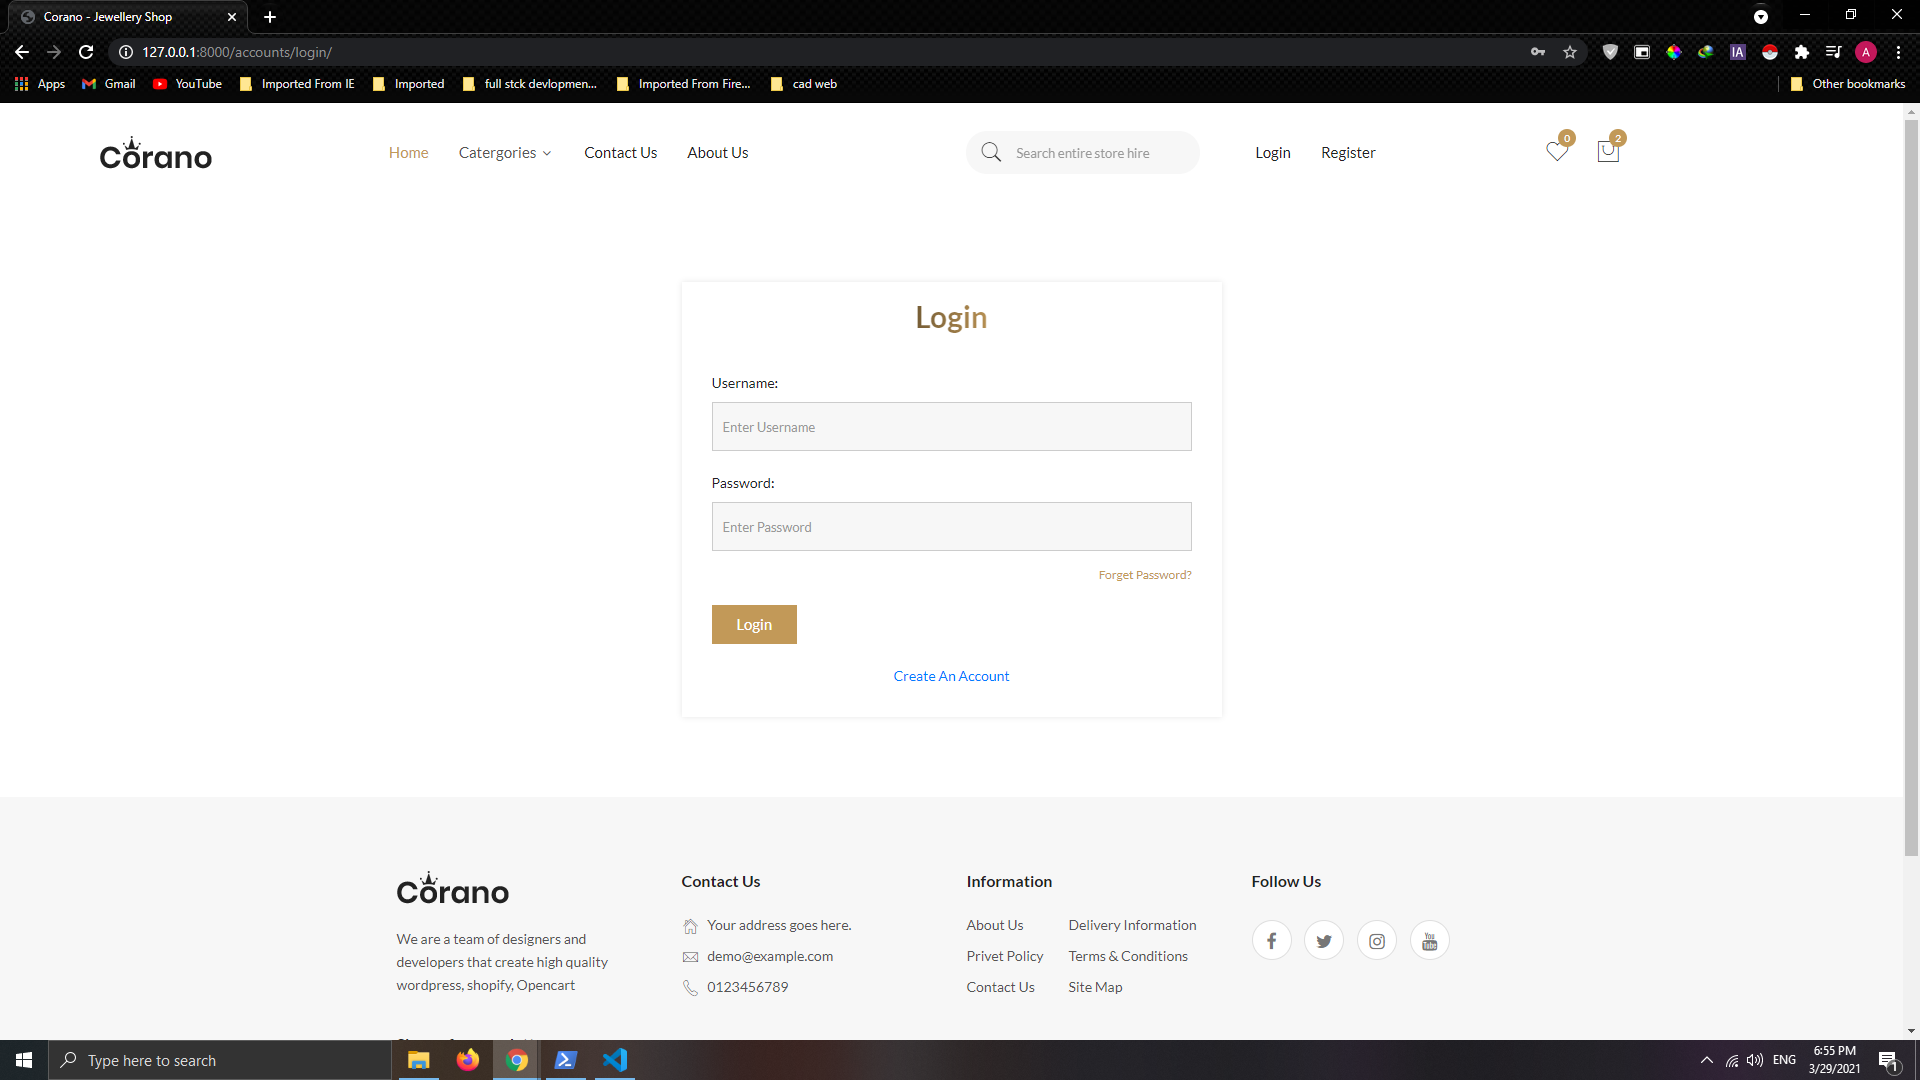 Corano - Jewellery Shop
127.0.0.1:8000/accounts/login/
IA
A
Apps Gmail YouTube Imported From IE Imported full stck devlopmen... Imported From Fire... cad web Other bookmarks
Corano Home Catergories Contact Us About Us Search entire store hire Login Register 0 2
Login
Username:
Enter Username
Password:
Enter Password
Forget Password?
Login
Create An Account
Corano
We are a team of designers and
developers that create high quality
wordpress, shopify, Opencart
Contact Us
Your address goes here.
demo@example.com
0123456789
Information
About Us Delivery Information
Privet Policy Terms & Conditions
Contact Us Site Map
Follow Us
You
Tube
Type here to search
ENG
6:55 PM
3/29/2021
1